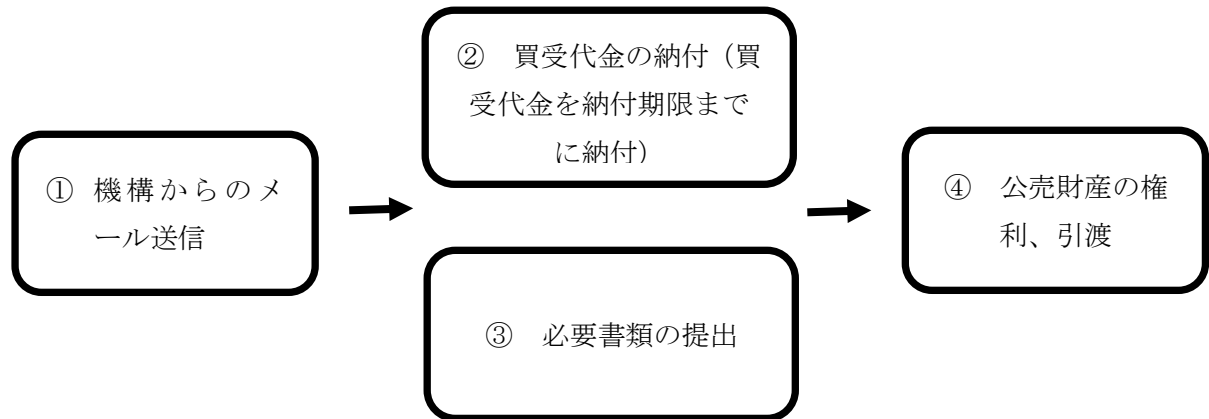 ① 機構からのメ
ール送信
② 買受代金の納付（買
受代金を納付期限まで
に納付）
③ 必要書類の提出
④ 公売財産の権
利、引渡